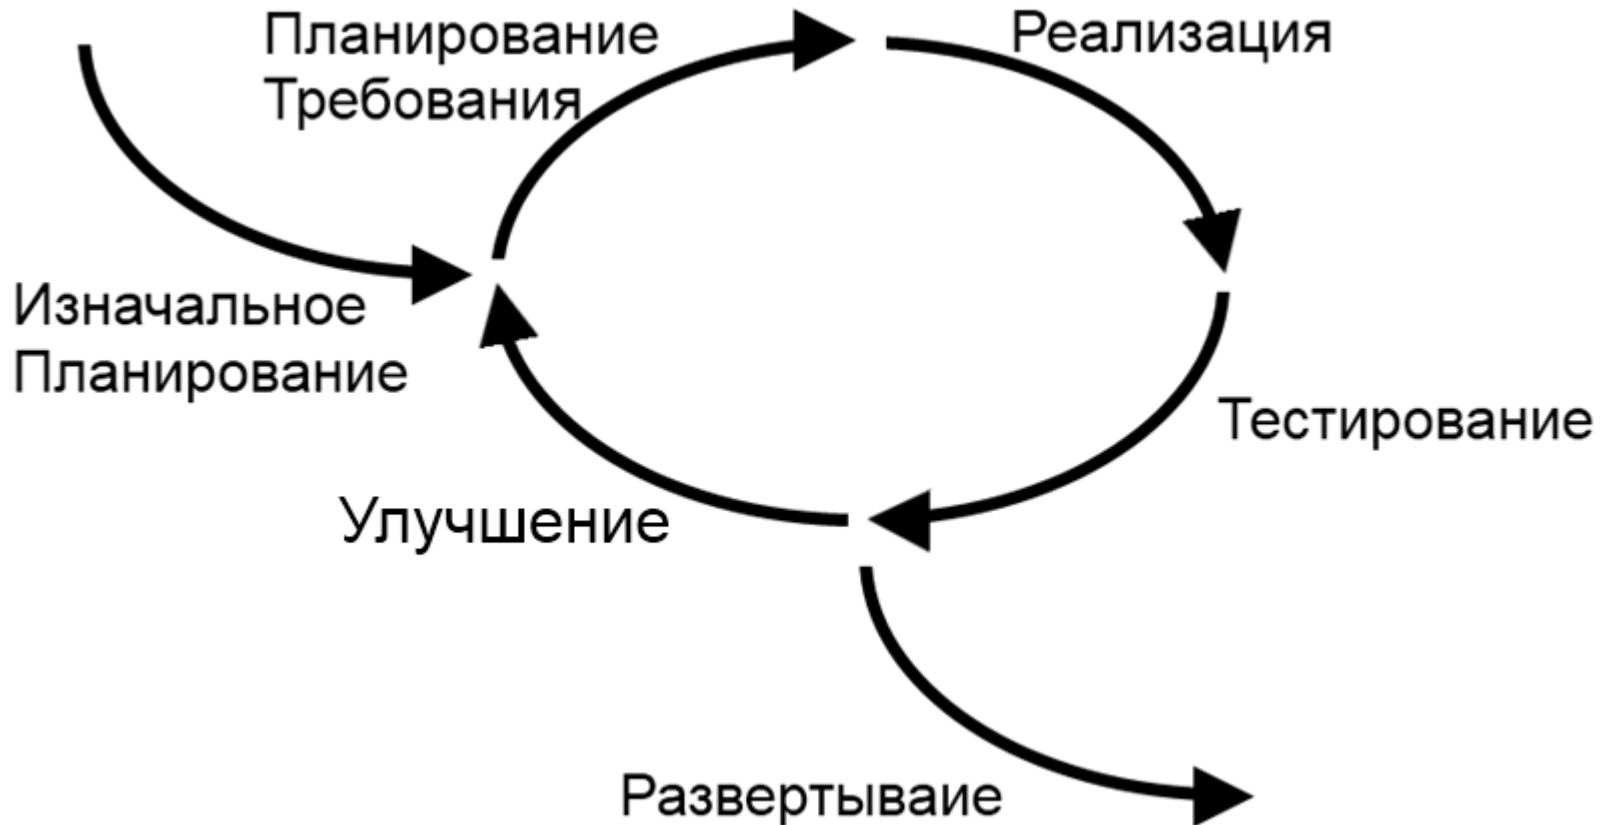 Планирование
Требования
Реализация
Изначальное
Планирование
Тестирование
Улучшение
Развертываие